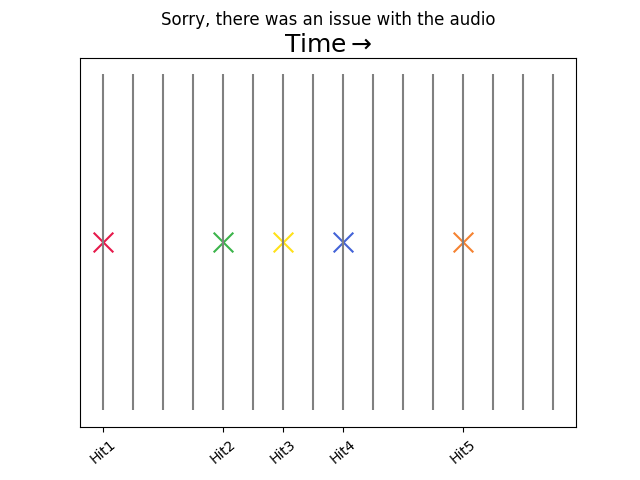 Sorry, there was an issue with the audio
Time→
Hit1
Hit2
Hit3
Hit4
Hit5